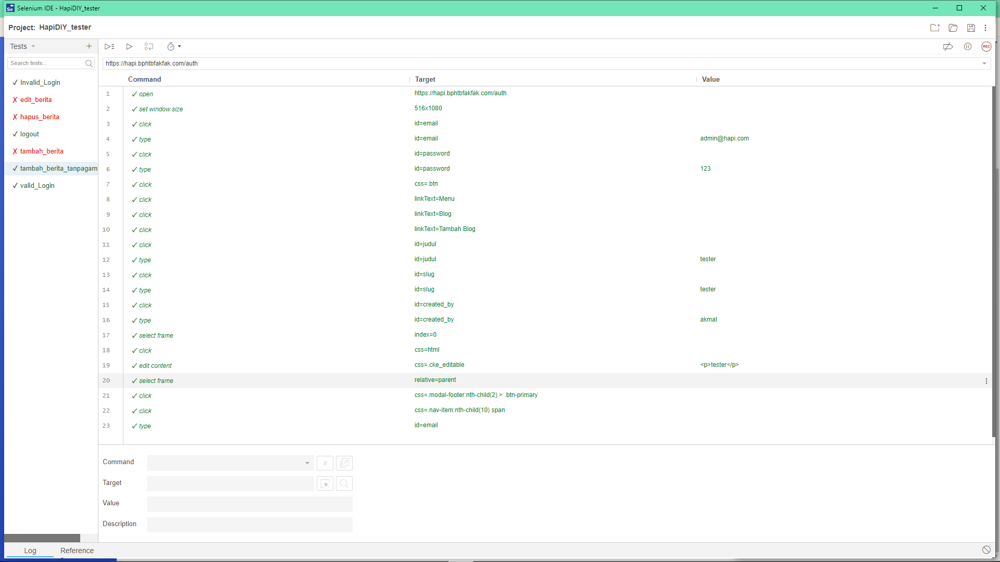 Selenium IDE - HapiDIY_tester
Project: HapiDIY_tester
Tests
Search tests...
Invalid_Login
edit_berita
hapus_berita
logout
tambah_berita
tambah_berita_tanpagam
valid_Login
REC
https://hapi.bphtbfakfak.com/auth
Command Target Value
1 open https://hapi.bphtbfakfak.com/auth
2 set window size 516x1080
3 click id=email
4 type id=email admin@hapi.com
5 click id=password
6 type id=password 123
7 click css=.btn
8 click linkText=Menu
9 click linkText=Blog
10 click linkText=Tambah Blog
11 click id=judul
12 type id=judul tester
13 click id=slug
14 type id=slug tester
15 click id=created_by
16 type id=created_by akmal
17 select frame index=0
18 click css=html
19 edit content css=.cke_editable <p>tester</p>
20 select frame relative=parent
21 click css=.modal-footer:nth-child(2) > .btn-primary
22 click css=.nav-item:nth-child(10) span
23 type id=email
Command //
Target
Value
Description
Log Reference